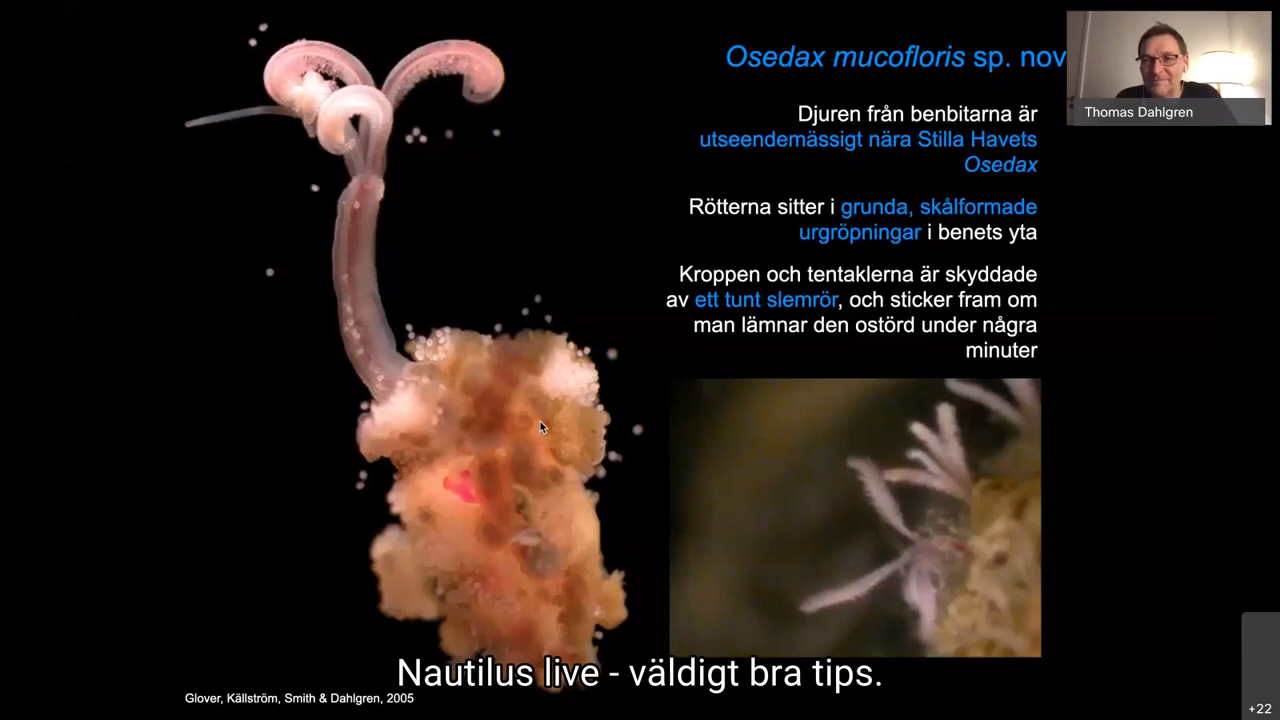 Osedax mucofloris sp. nov
Thomas Dahlgren
Djuren från benbitarna är
utseendemässigt nära Stilla Havets
Osedax
Rötterna sitter i grunda, skålformade
urgröpningar i benets yta
Kroppen och tentaklerna är skyddade
av ett tunt slemrör, och sticker fram om
man lämnar den ostörd under några
minuter
Nautilus live - väldigt bra tips.
Glover, Källström, Smith & Dahlgren, 2005
+22